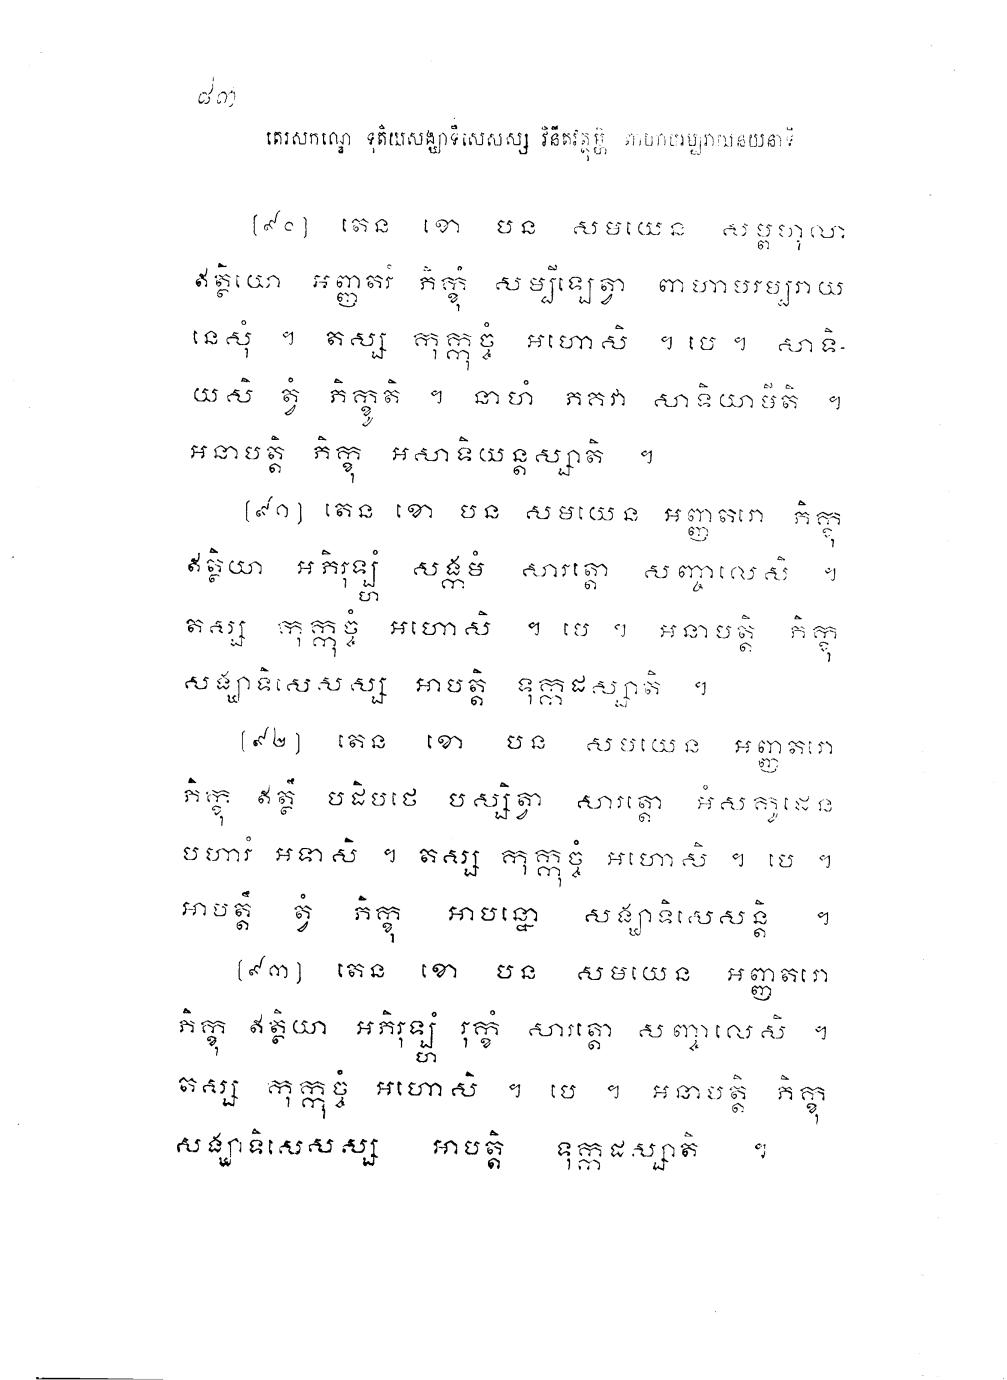 ៨៣
តេរសកណ្ឌេ ទុតិយសង្ឃាទិសេសស្ស វិនីតវត្ថុម្ហិ
[៩០] តេន ខោ បន សមយេន សម្ពហុលា
ឥត្ថិយោ អញ្ញតរំ ភិក្ខុំ សម្បីឡេត្វា ពាហាបរម្បរាយ
នេសុំ ។ តស្ស កុក្កុច្ចំ អហោសិ ។ បេ ។ សាទិ-
យសិ ត្វំ ភិក្ខូតិ ។ នាហំ ភគវា សាទិយាមីតិ ។
អនាបត្តិ ភិក្ខុ អសាទិយន្តស្សាតិ ។
[៩១] តេន ខោ បន សមយេន អញ្ញតរោ ភិក្ខុ
ឥត្ថិយា អភិរុឡ្ហំ សង្កមំ សារត្តោ សញ្ចាលេសិ ។
តស្ស កុក្កុច្ចំ អហោសិ ។ បេ ។ អនាបត្តិ ភិក្ខុ
សង្ឃាទិសេសស្ស អាបត្តិ ទុក្កដស្សាតិ ។
[៩២] តេន ខោ បន សមយេន អញ្ញតរោ
ភិក្ខុ ឥត្ថឹ បដិបថេ បស្សិត្វា សារត្តោ អំសកូដេន
បហារំ អទាសិ ។ តស្ស កុក្កុច្ចំ អហោសិ ។ បេ ។
អាបត្តឹ ត្វំ ភិក្ខុ អាបន្នោ សង្ឃាទិសេសន្តិ ។
[៩៣] តេន ខោ បន សមយេន អញ្ញតរោ
ភិក្ខុ ឥត្ថិយា អភិរុឡ្ហំ រុក្ខំ សារត្តោ សញ្ចាលេសិ ។
តស្ស កុក្កុច្ចំ អហោសិ ។ បេ ។ អនាបត្តិ ភិក្ខុ
សង្ឃាទិសេសស្ស អាបត្តិ ទុក្កដស្សាតិ ។